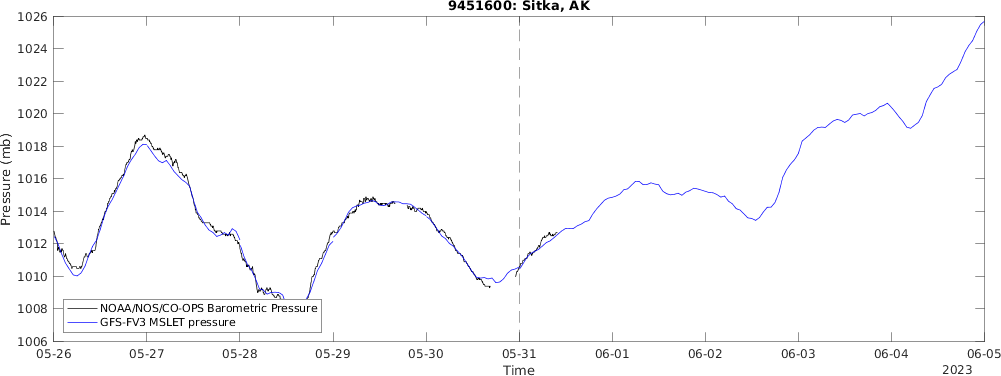 9451600: Sitka, AK
Pressure (mb)
1026
1024
1022
1020
1018
1016
1014
1012
1010
1008
1006
NOAA/NOS/CO-OPS Barometric Pressure
GFS-FV3 MSLET pressure
05-26 05-27 05-28 05-29 05-30 05-31 06-01 06-02 06-03 06-04 06-05
Time
2023